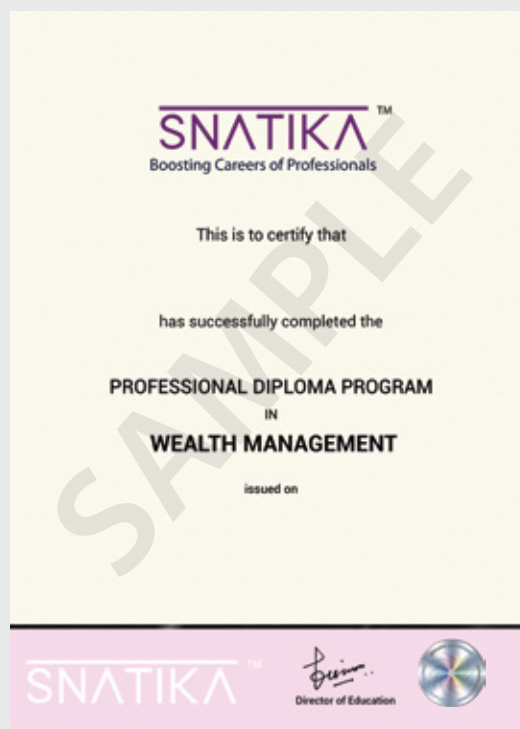 SNATIKA™
Boosting Careers of Professionals
This is to certify that
has successfully completed the
PROFESSIONAL DIPLOMA PROGRAM
IN
WEALTH MANAGEMENT
issued on
SAMPLE
SNATIKA™
Director of Education